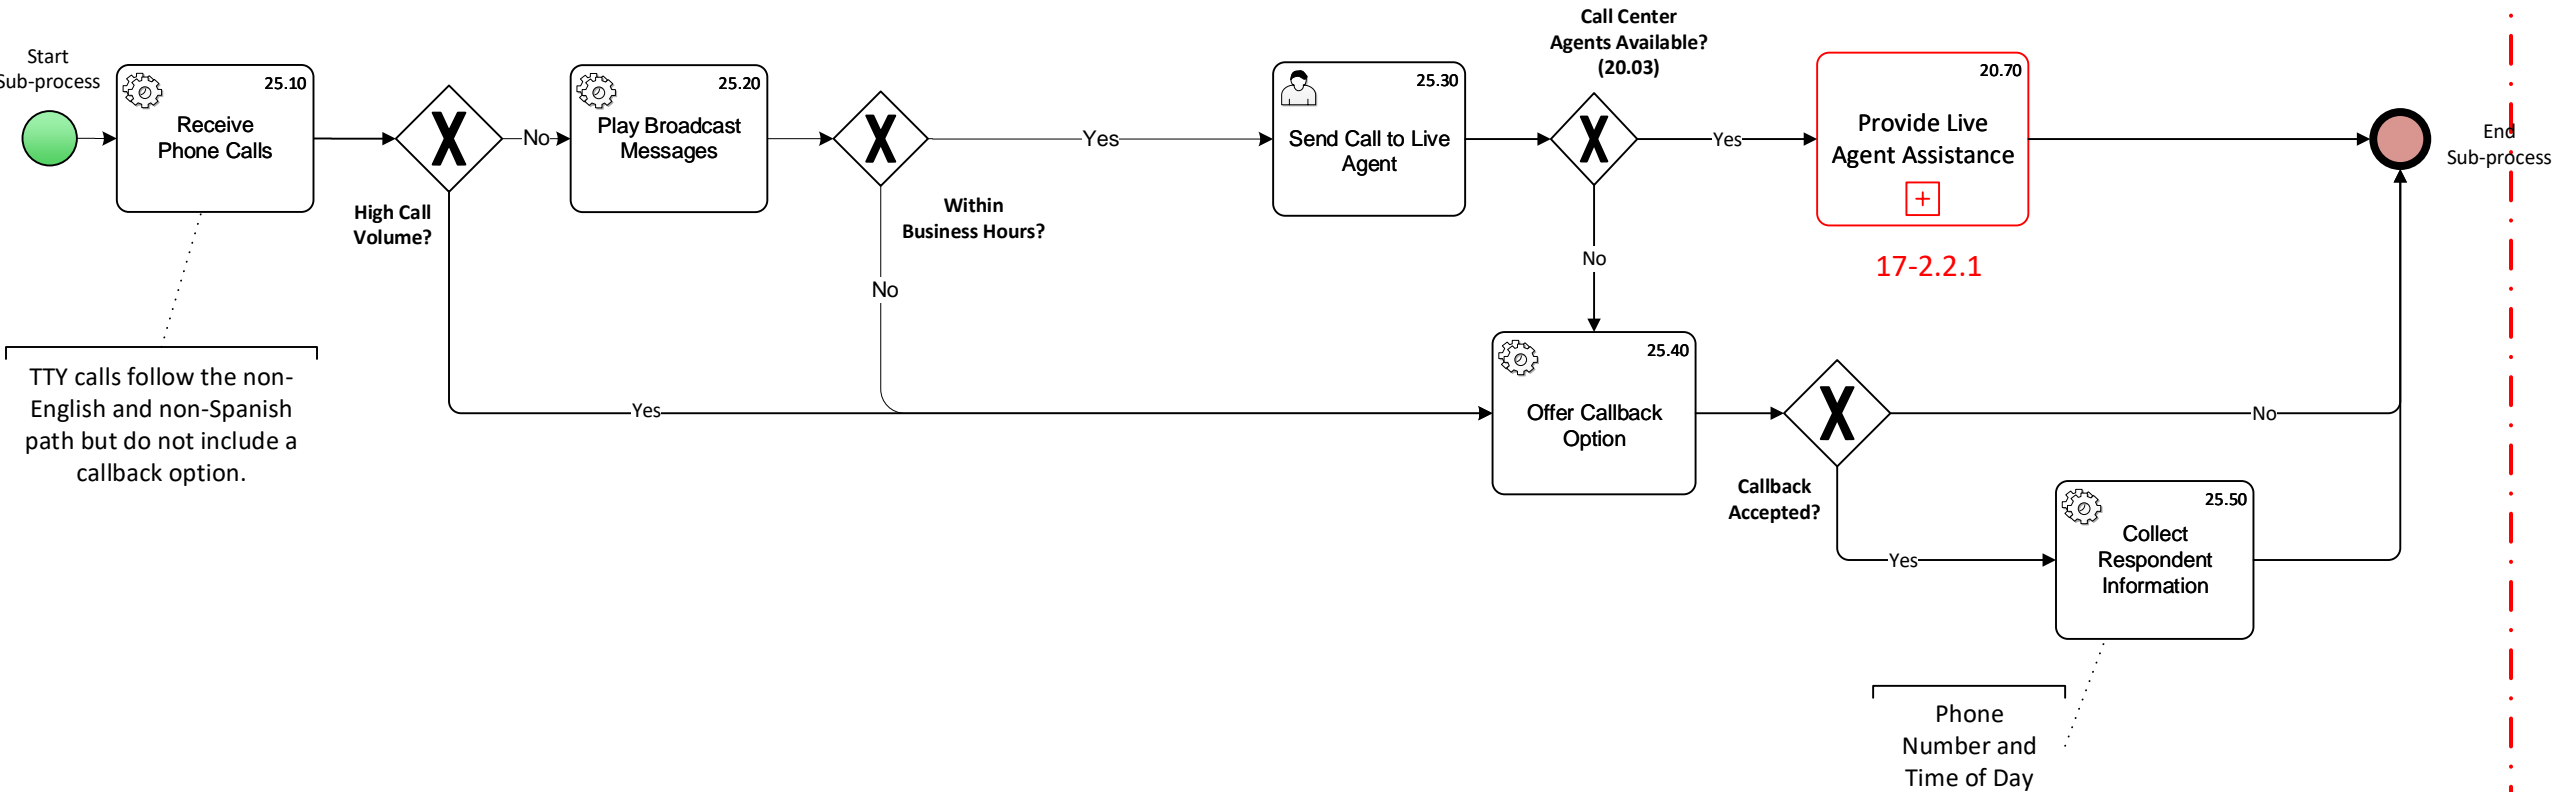 Start
Sub-process
25.10
Receive
Phone Calls
High Call
Volume?
No
25.20
Play Broadcast
Messages
Within
Business Hours?
Yes
25.30
Send Call to Live
Agent
Call Center
Agents Available?
(20.03)
Yes
20.70
Provide Live
Agent Assistance
17-2.2.1
End
Sub-process
No
No
TTY calls follow the non-
English and non-Spanish
path but do not include a
callback option.
Yes
25.40
Offer Callback
Option
Callback
Accepted?
No
Yes
25.50
Collect
Respondent
Information
Phone
Number and
Time of Day